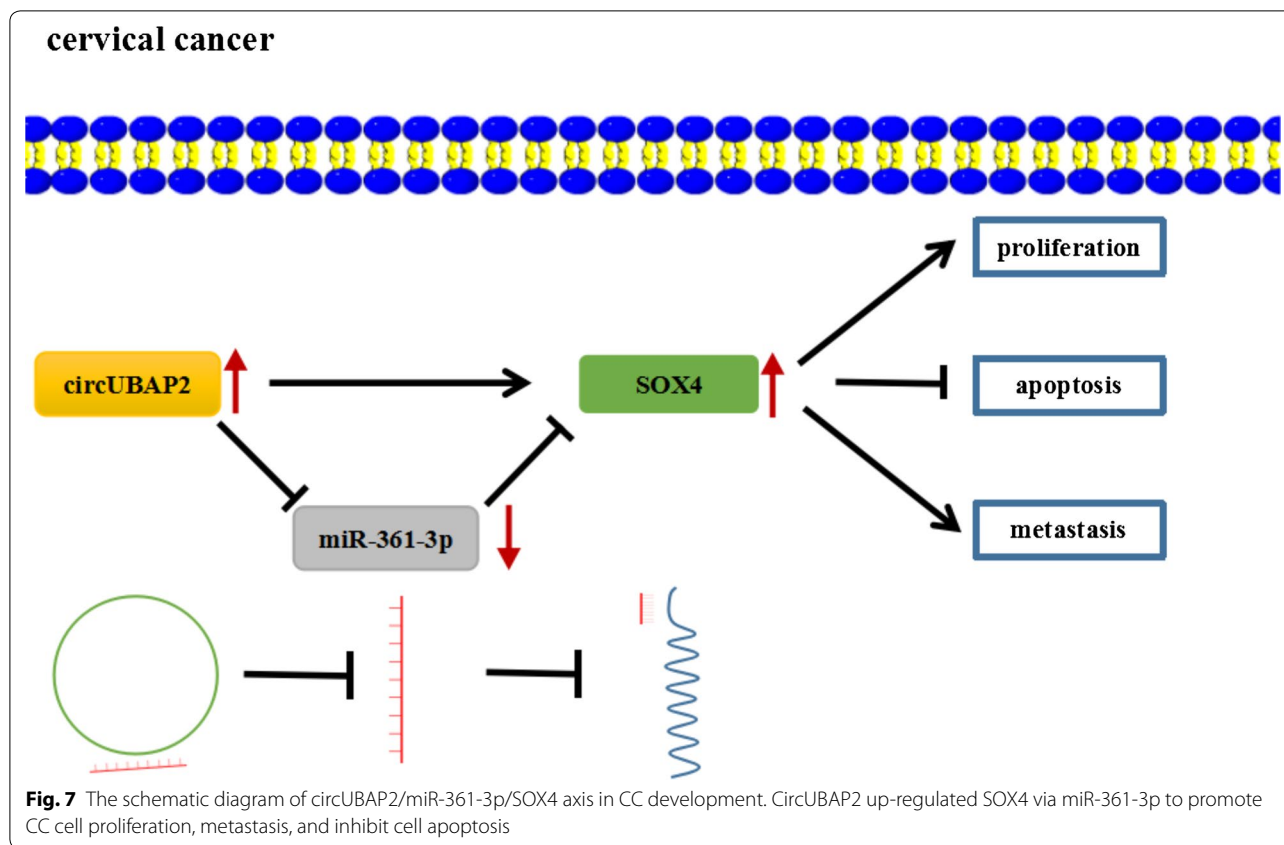 cervical cancer
proliferation
circUBAP2
SOX4
apoptosis
miR-361-3p
metastasis
Fig. 7 The schematic diagram of circUBAP2/miR-361-3p/SOX4 axis in CC development. CircUBAP2 up-regulated SOX4 via miR-361-3p to promote
CC cell proliferation, metastasis, and inhibit cell apoptosis